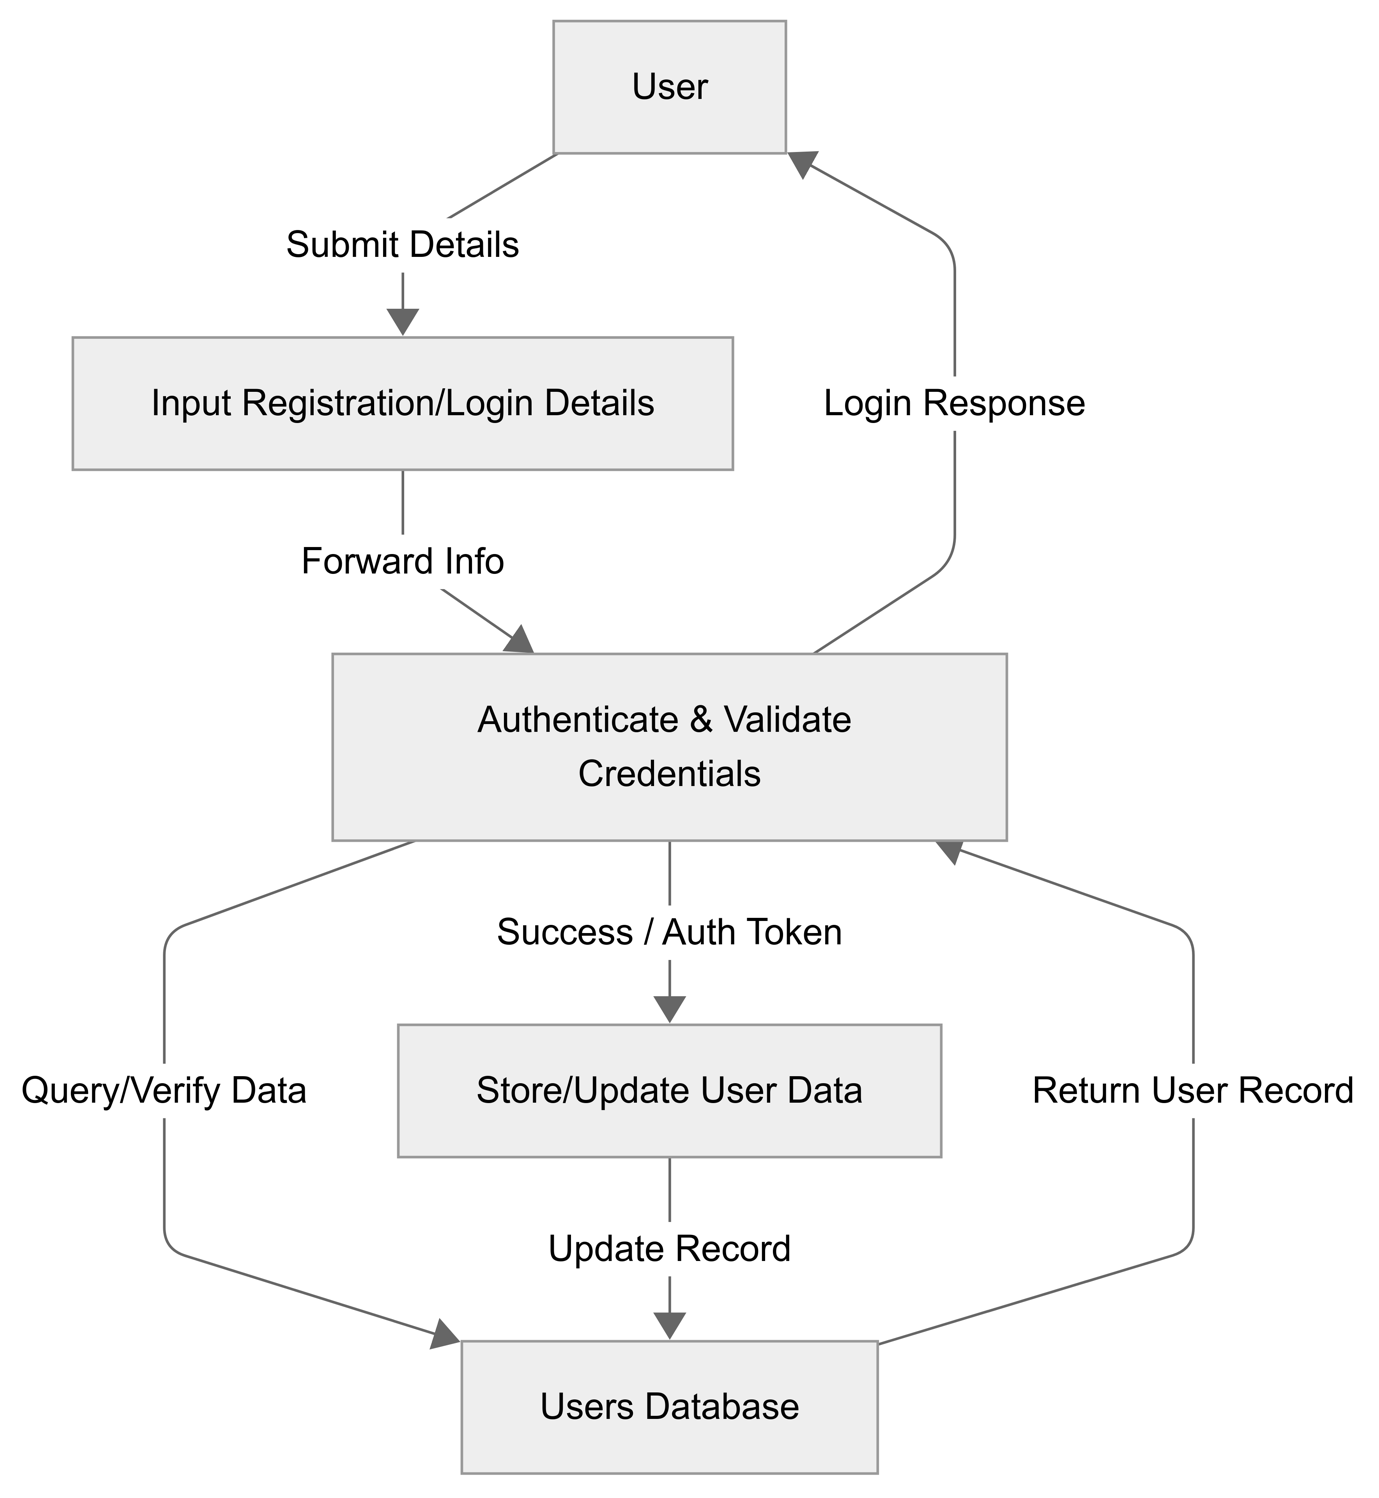 User
Submit Details
Input Registration/Login Details
Login Response
Forward Info
Authenticate & Validate
Credentials
Success / Auth Token
Query/Verify Data
Store/Update User Data
Return User Record
Update Record
Users Database